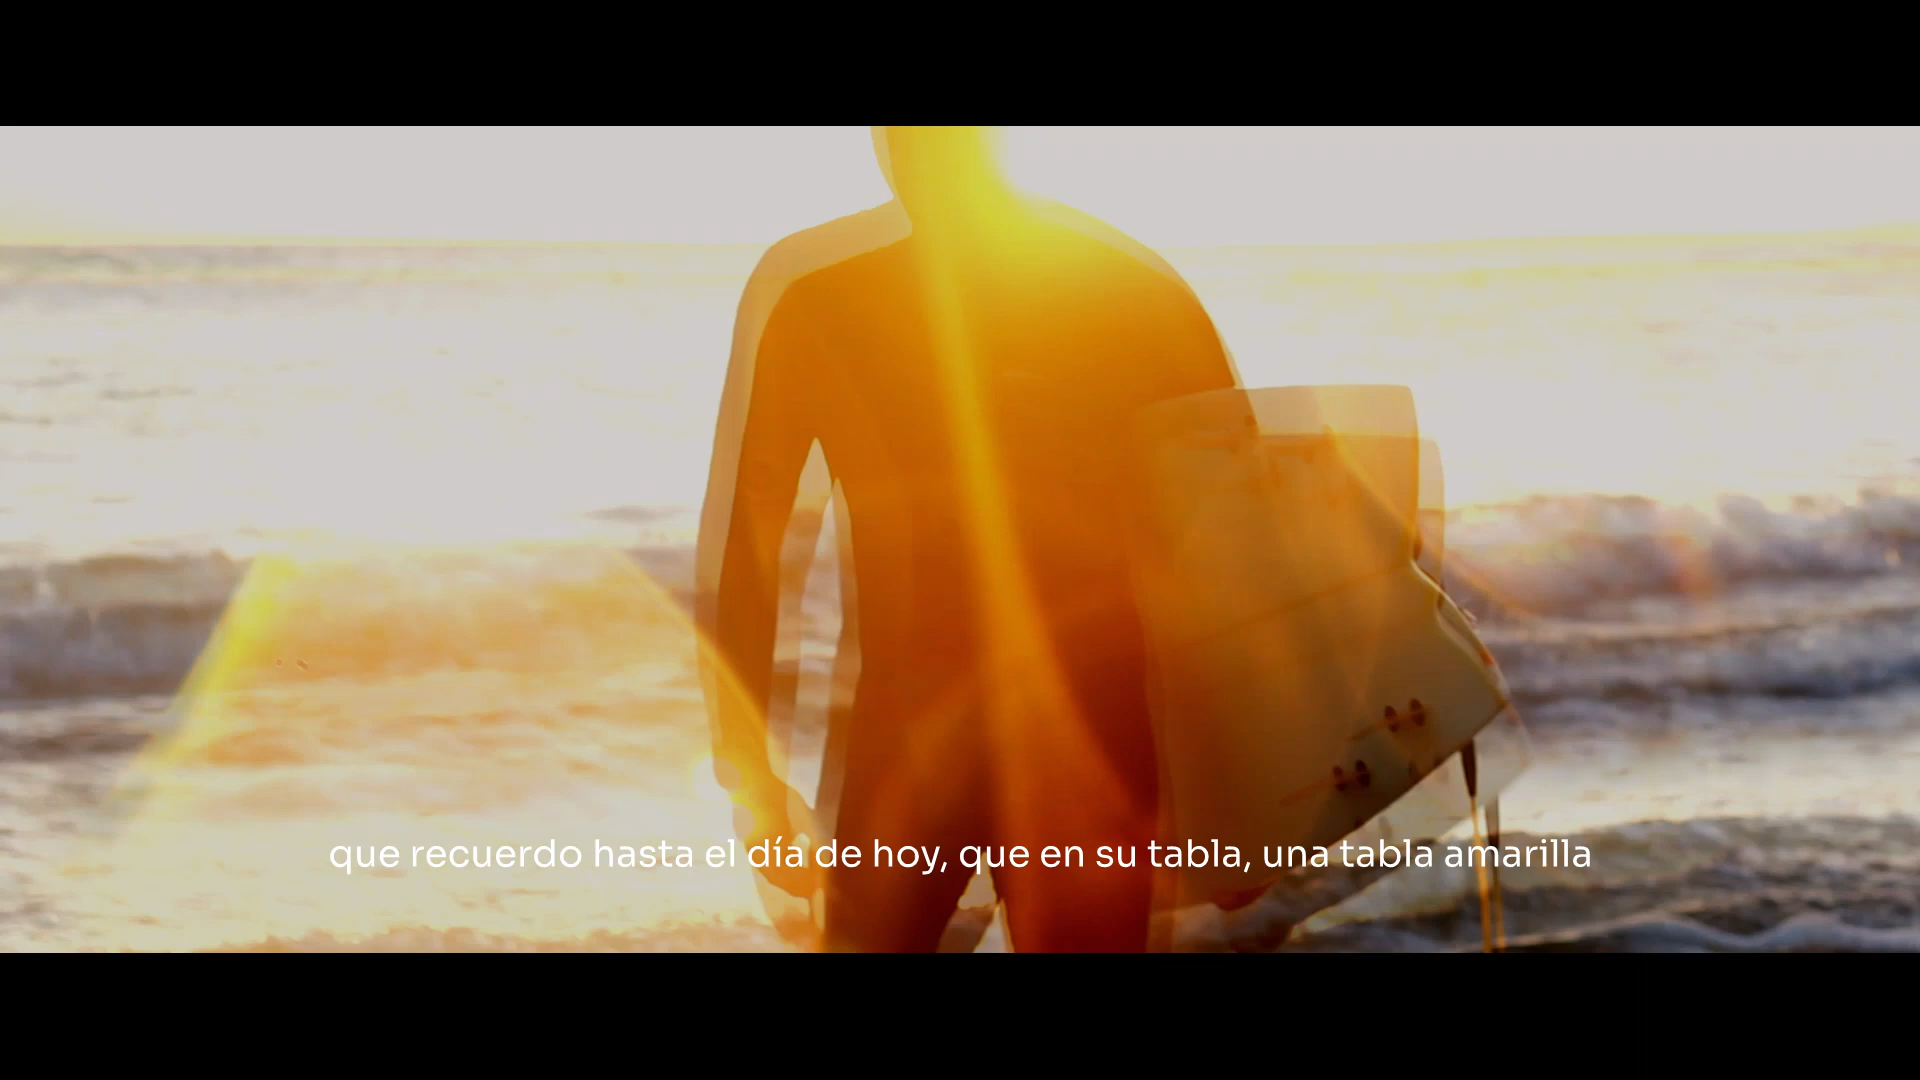 que recuerdo hasta el día de hoy, que en su tabla, una tabla amarilla